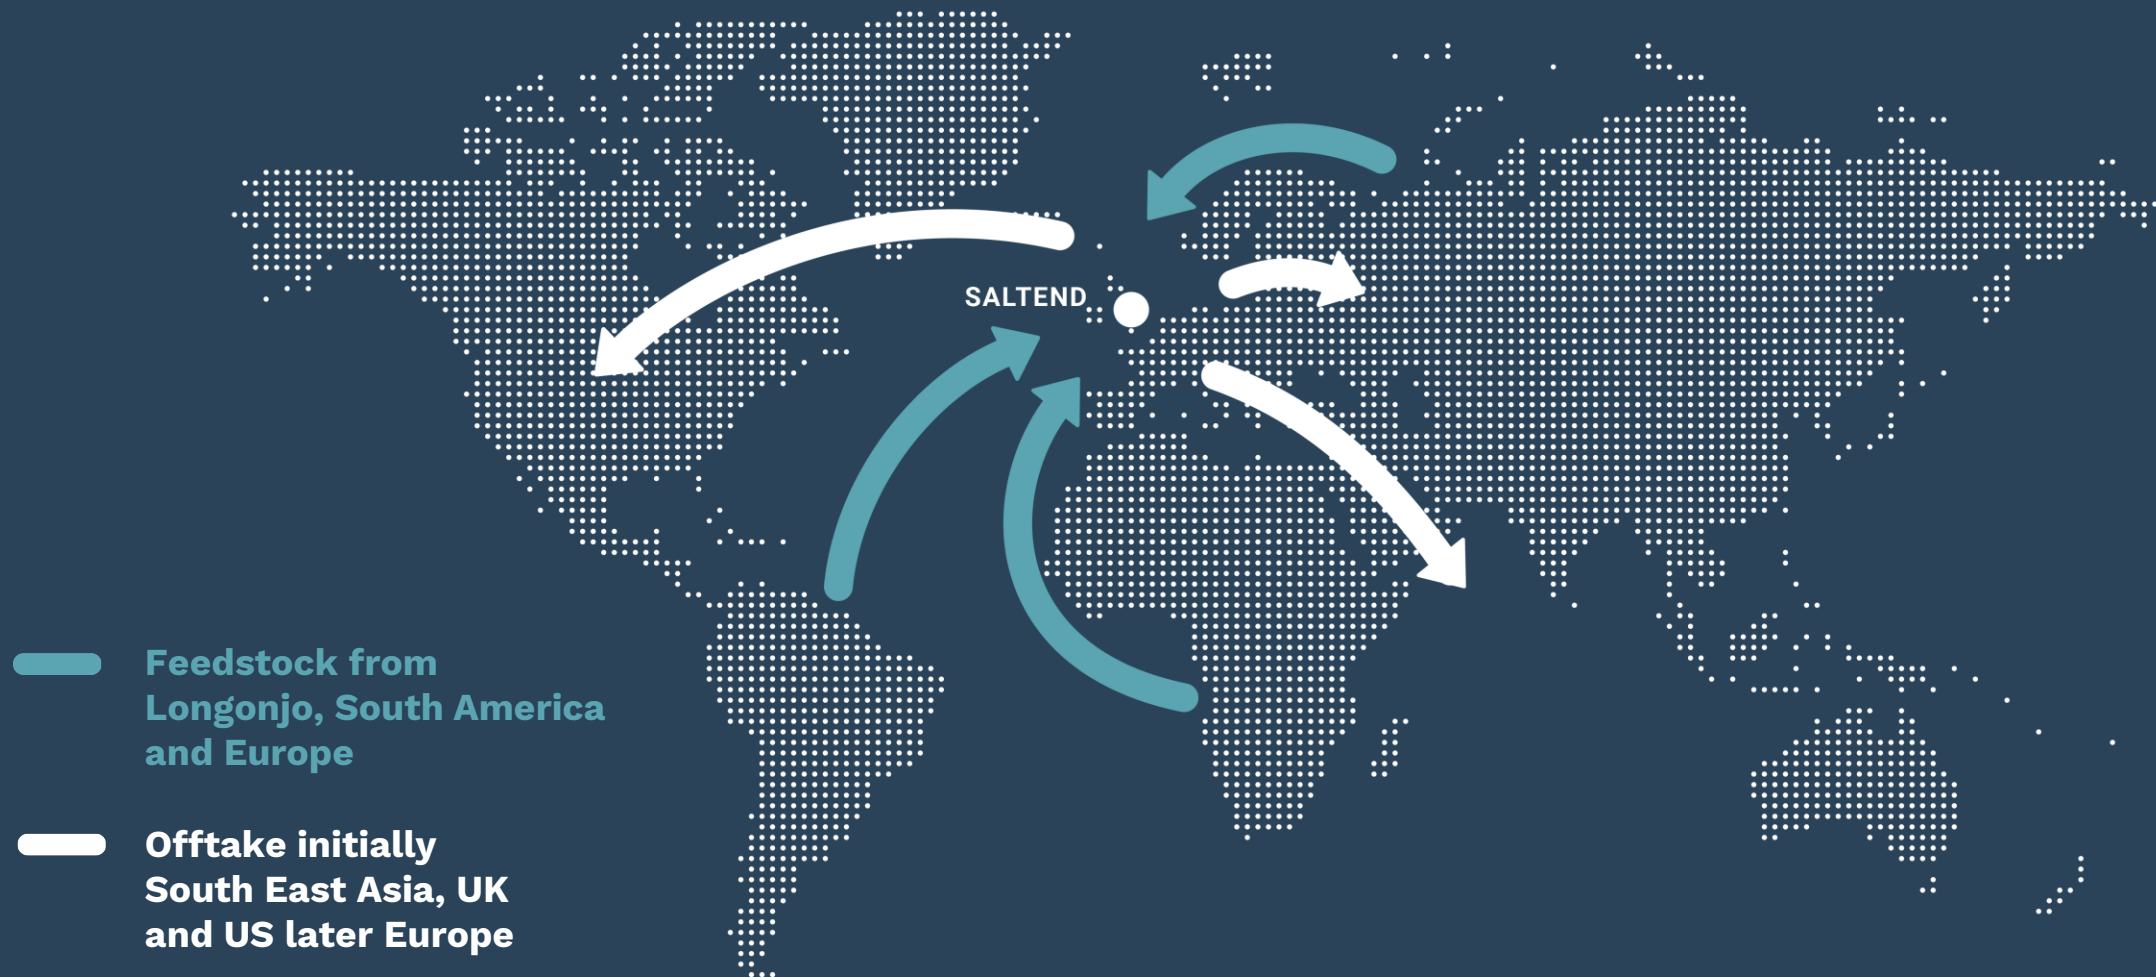 SALTEND
Feedstock from
Longonjo, South America
and Europe
Offtake initially
South East Asia, UK
and US later Europe